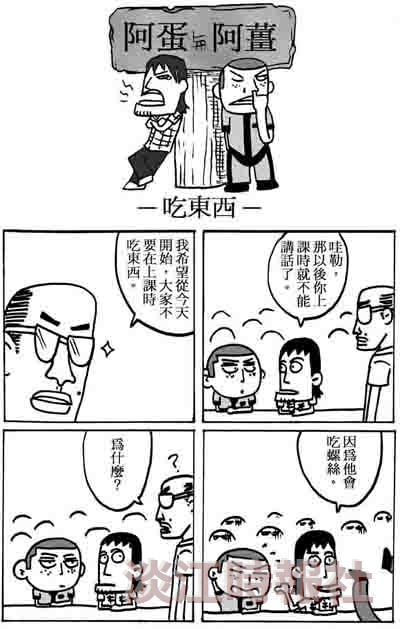 阿蛋與阿薑
—吃東西—
我希望從今天
開始，大家不
要在上課時
吃東西。
哇勒，
那以後你上
課時就不能
講話了。
爲什麼？
?
因爲他會
吃螺絲。
淡江時報社